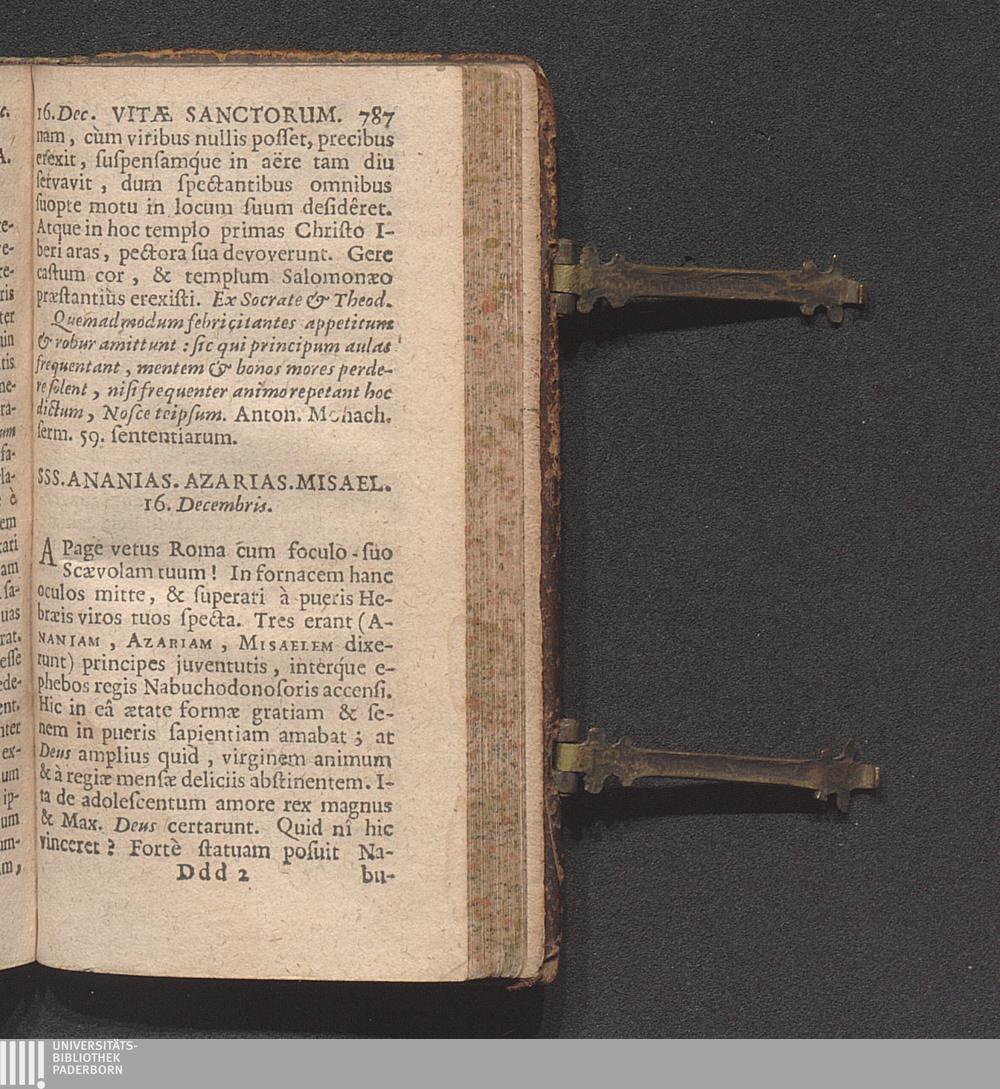 16. Dec. VITÆ SANCTORUM. 787
nam, cùm viribus nullis posset, precibus
erexit, suspensamq́ue in aëre tam diu
servavit, dum spectantibus omnibus
suopte motu in locum suum desidêret.
Atque in hoc templo primas Christo I-
beri aras, pectora sua devoverunt. Gere
castum cor, & templum Salomonæo
præstantiùs erexisti. Ex Socrate & Theod.
Quemadmodum febricitantes appetitum
& robur amittunt: sic qui principum aulas
frequentant, mentem & bonos mores perde-
re solent, nisi frequenter animo repetant hoc
dictum, Nosce teipsum. Anton. Monach.
serm. 59. sententiarum.
SSS. ANANIAS. AZARIAS. MISAEL.
16. Decembris.
APage vetus Roma cum foculo suo
Scævolam tuum! In fornacem hanc
oculos mitte, & superari à pueris He-
bræis viros tuos specta. Tres erant (A-
NANIAM, AZARIAM, MISAELEM dixe-
runt) principes juventutis, interq́ue e-
phebos regis Nabuchodonosoris accensi.
Hic in eâ ætate formæ gratiam & se-
nem in pueris sapientiam amabat; at
Deus amplius quid, virginem animum
& à regiæ mensæ deliciis abstinentem. I-
ta de adolescentum amore rex magnus
& Max. Deus certarunt. Quid nî hic
vinceret? Fortè statuam posuit Na-
Ddd 2 bu-
UNIVERSITÄTS-
BIBLIOTHEK
PADERBORN